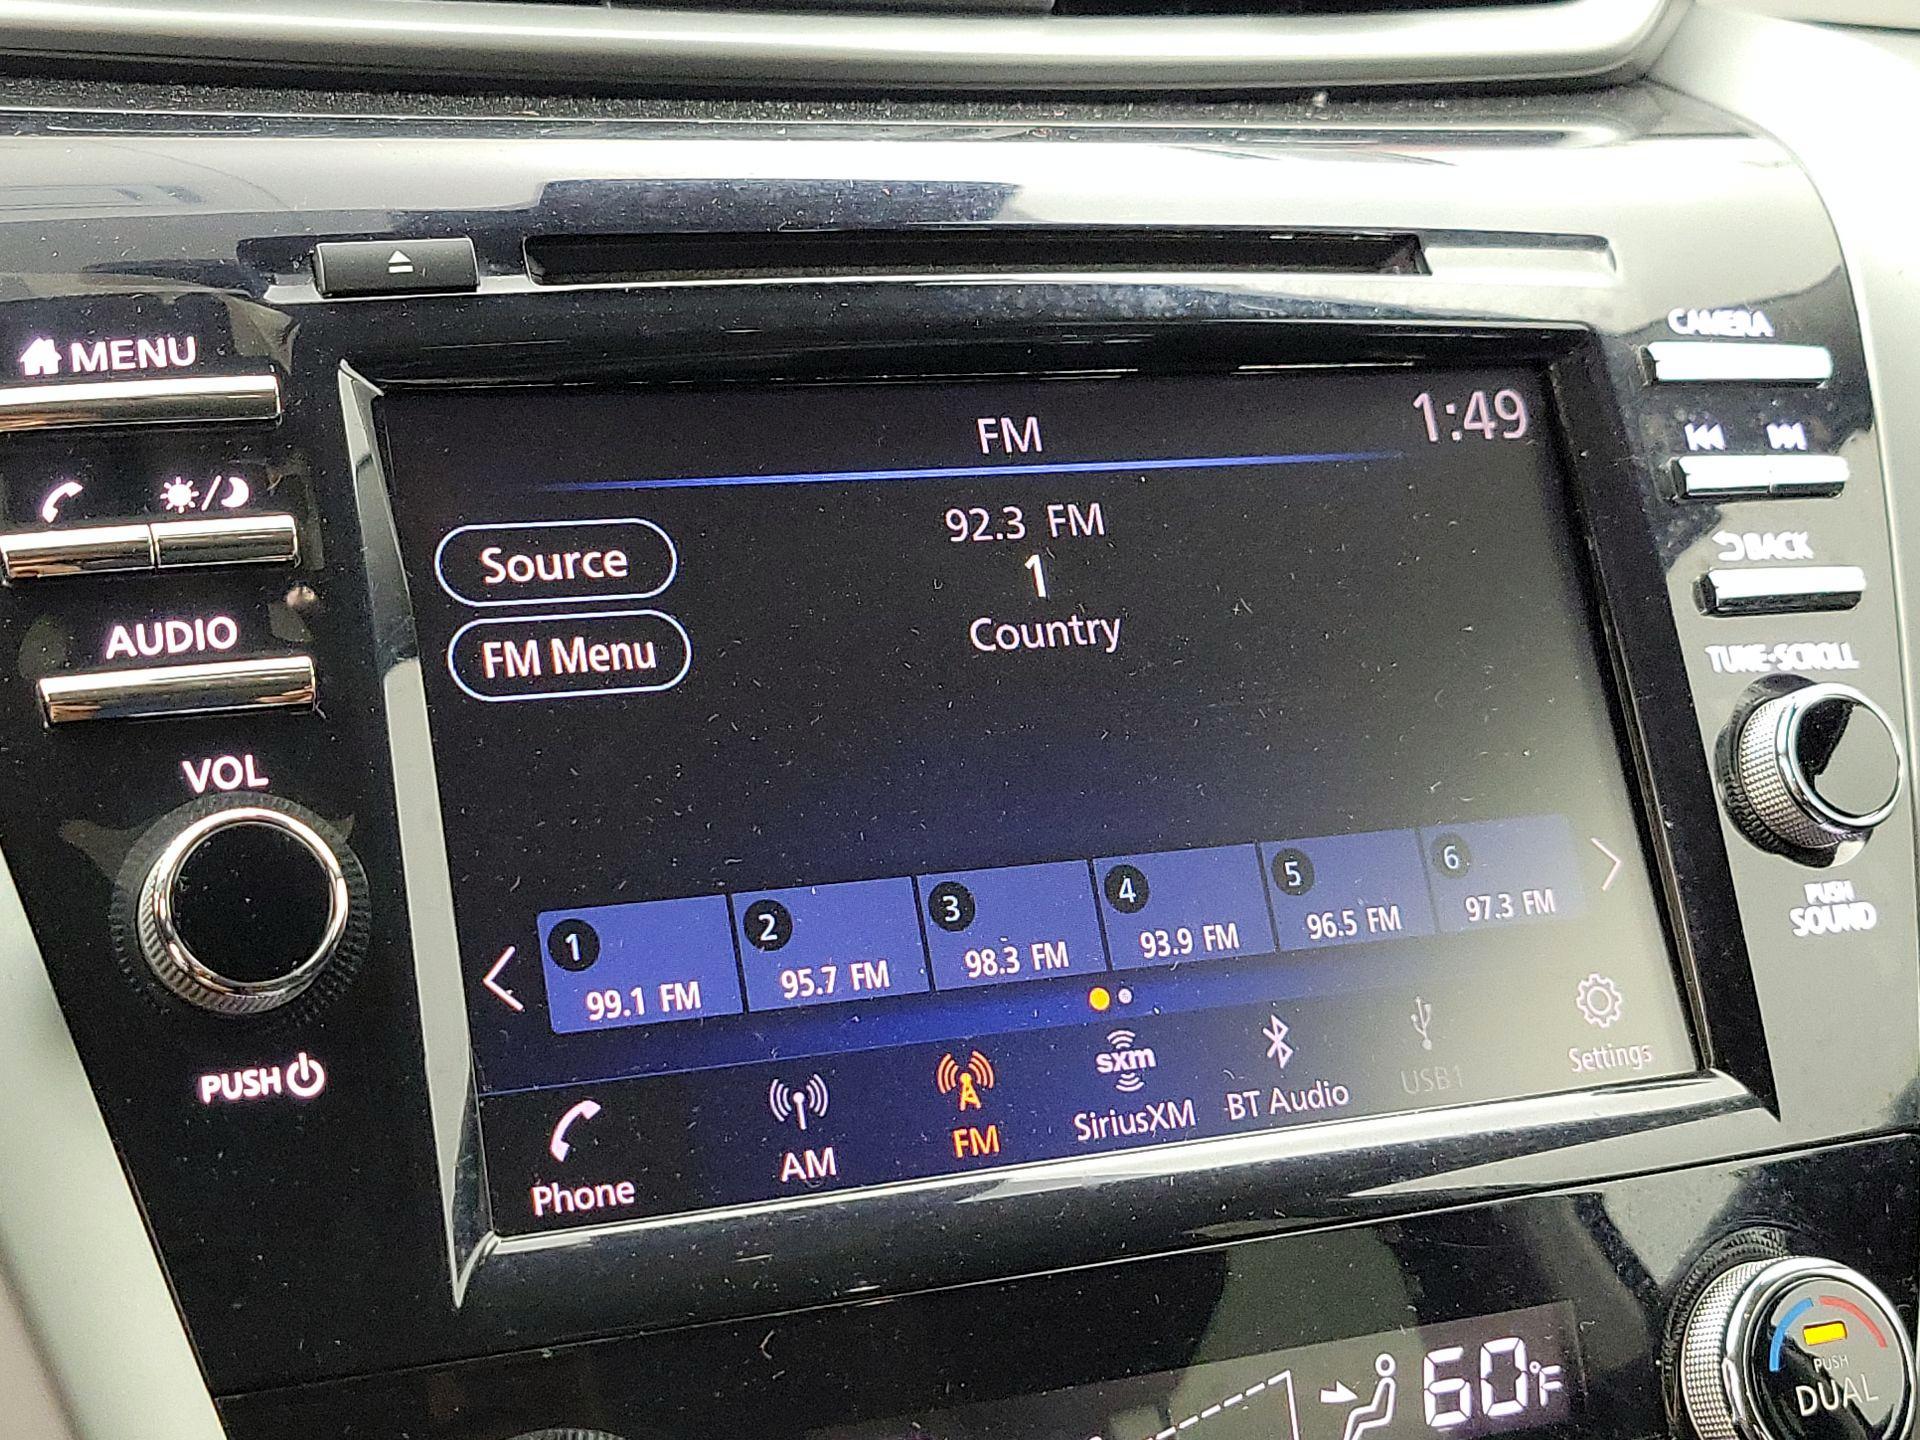 MENU
AUDIO
VOL
PUSH
CAMERA
BACK
TUNE·SCROLL
PUSH
SOUND
FM
1:49
92.3 FM
1
Country
Source
FM Menu
1
99.1 FM
2
95.7 FM
3
98.3 FM
4
93.9 FM
5
96.5 FM
6
97.3 FM
Phone
AM
FM
sxm
SiriusXM
BT Audio
USB1
Settings
60°F
PUSH
DUAL